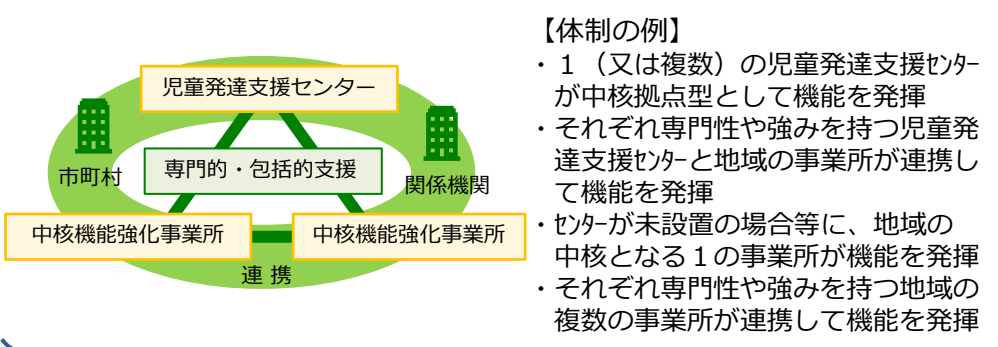 児童発達支援センター
市町村
専門的・包括的支援
関係機関
中核機能強化事業所
中核機能強化事業所
連 携
【体制の例】
・１（又は複数）の児童発達支援ｾﾝﾀｰ
が中核拠点型として機能を発揮
・それぞれ専門性や強みを持つ児童発
達支援ｾﾝﾀｰと地域の事業所が連携し
て機能を発揮
・ｾﾝﾀｰが未設置の場合等に、地域の
中核となる１の事業所が機能を発揮
・それぞれ専門性や強みを持つ地域の
複数の事業所が連携して機能を発揮